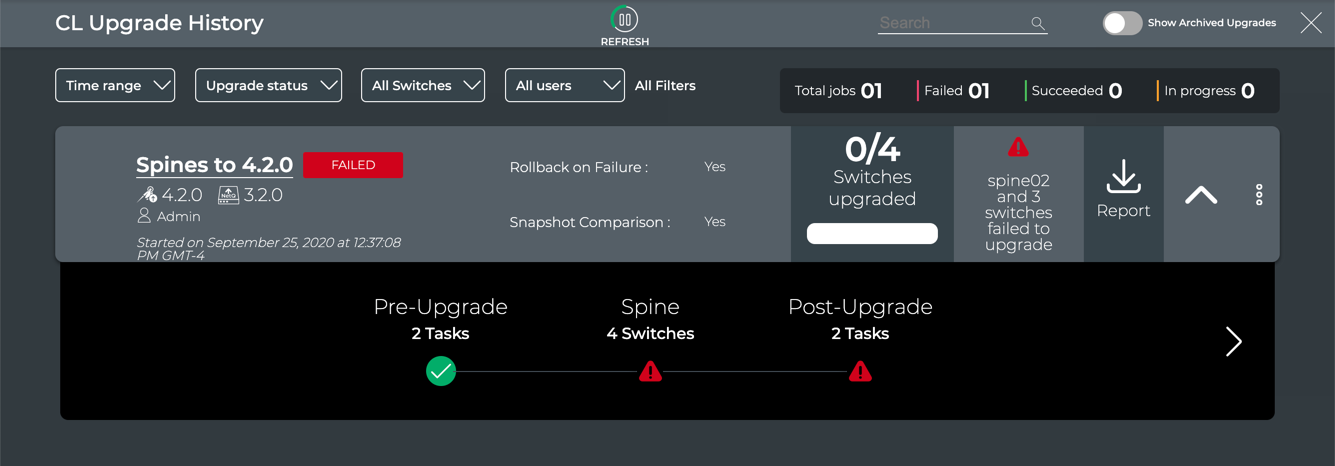 CL Upgrade History
REFRESH
Search
Show Archived Upgrades
Time range
Upgrade status
All Switches
All users
All Filters
Total jobs 01
Failed 01
Succeeded 0
In progress 0
Spines to 4.2.0
FAILED
4.2.0
NetQ
3.2.0
Admin
Started on September 25, 2020 at 12:37:08
PM GMT-4
Rollback on Failure :
Yes
Snapshot Comparison :
Yes
0/4
Switches
upgraded
spine02
and 3
switches
failed to
upgrade
Report
Pre-Upgrade
2 Tasks
Spine
4 Switches
Post-Upgrade
2 Tasks